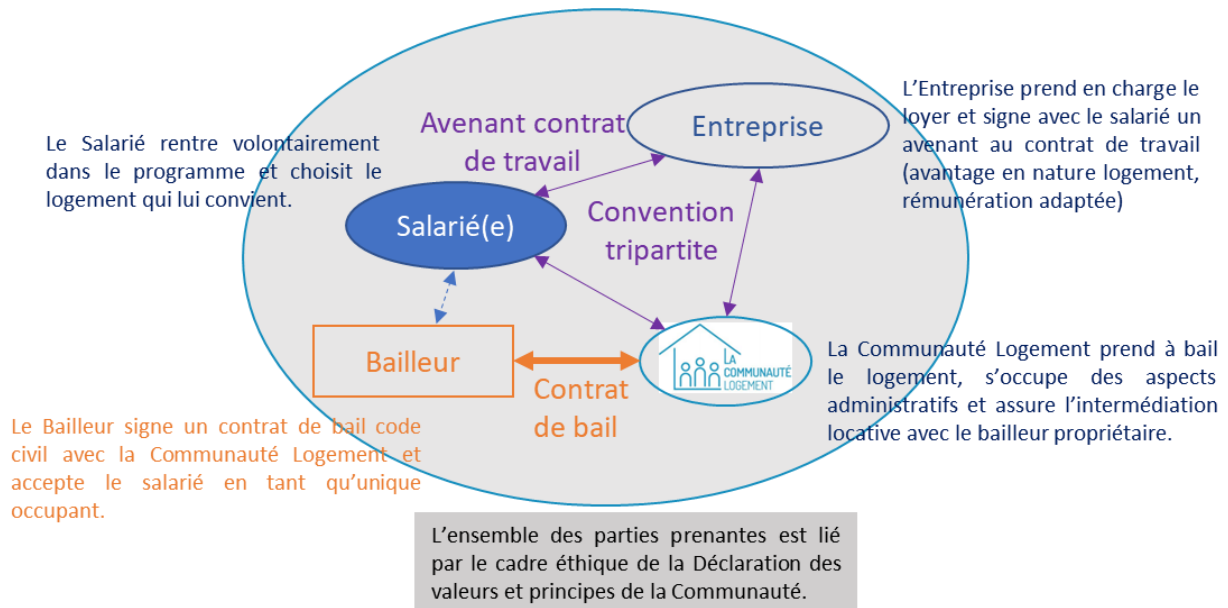 Le Salarié rentre volontairement
dans le programme et choisit le
logement qui lui convient.
Avenant contrat
de travail
Entreprise
L’Entreprise prend en charge le
loyer et signe avec le salarié un
avenant au contrat de travail
(avantage en nature logement,
rémunération adaptée)
Salarié(e)
Convention
tripartite
Bailleur
Contrat
de bail
LA
COMMUNAUTÉ
LOGEMENT
La Communauté Logement prend à bail
le logement, s’occupe des aspects
administratifs et assure l’intermédiation
locative avec le bailleur propriétaire.
Le Bailleur signe un contrat de bail code
civil avec la Communauté Logement et
accepte le salarié en tant qu’unique
occupant.
L’ensemble des parties prenantes est lié
par le cadre éthique de la Déclaration des
valeurs et principes de la Communauté.